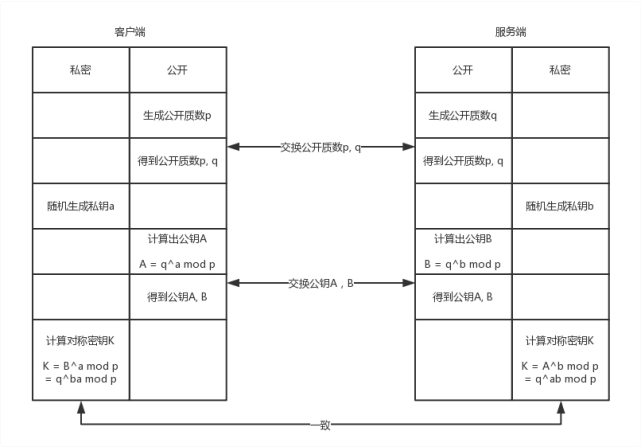 客户端
服务端
私密
公开
公开
私密
生成公开质数p
生成公开质数q
交换公开质数p, q
得到公开质数p, q
得到公开质数p, q
随机生成私钥a
随机生成私钥b
计算出公钥A
A = q^a mod p
计算出公钥B
B = q^b mod p
交换公钥A , B
得到公钥A, B
得到公钥A, B
计算对称密钥K
K = B^a mod p
= q^ba mod p
计算对称密钥K
K = A^b mod p
= q^ab mod p
一致